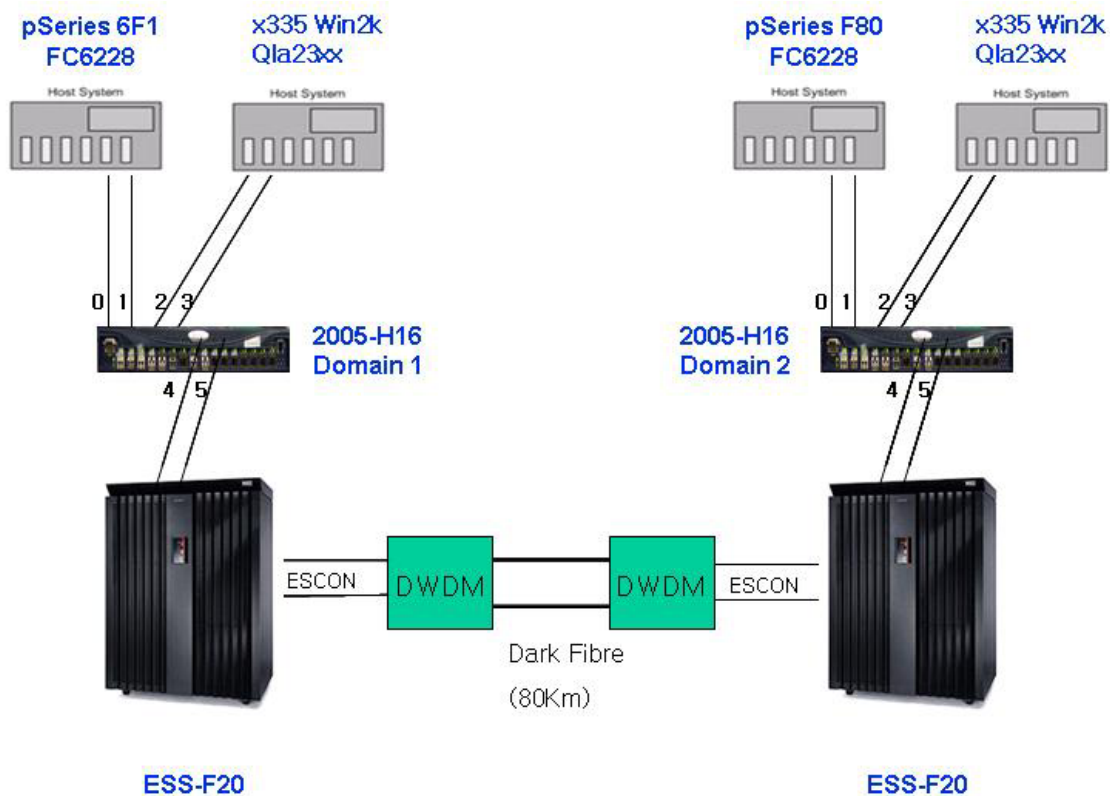 pSeries 6F1
FC6228
x335 Win2k
Qla23xx
pSeries F80
FC6228
x335 Win2k
Qla23xx
Host System
Host System
Host System
Host System
0 1 2 3
0 1 2 3
2005-H16
Domain 1
2005-H16
Domain 2
4 5
4 5
ESCON
DWDM
DWDM
ESCON
Dark Fibre
(80Km)
ESS-F20
ESS-F20